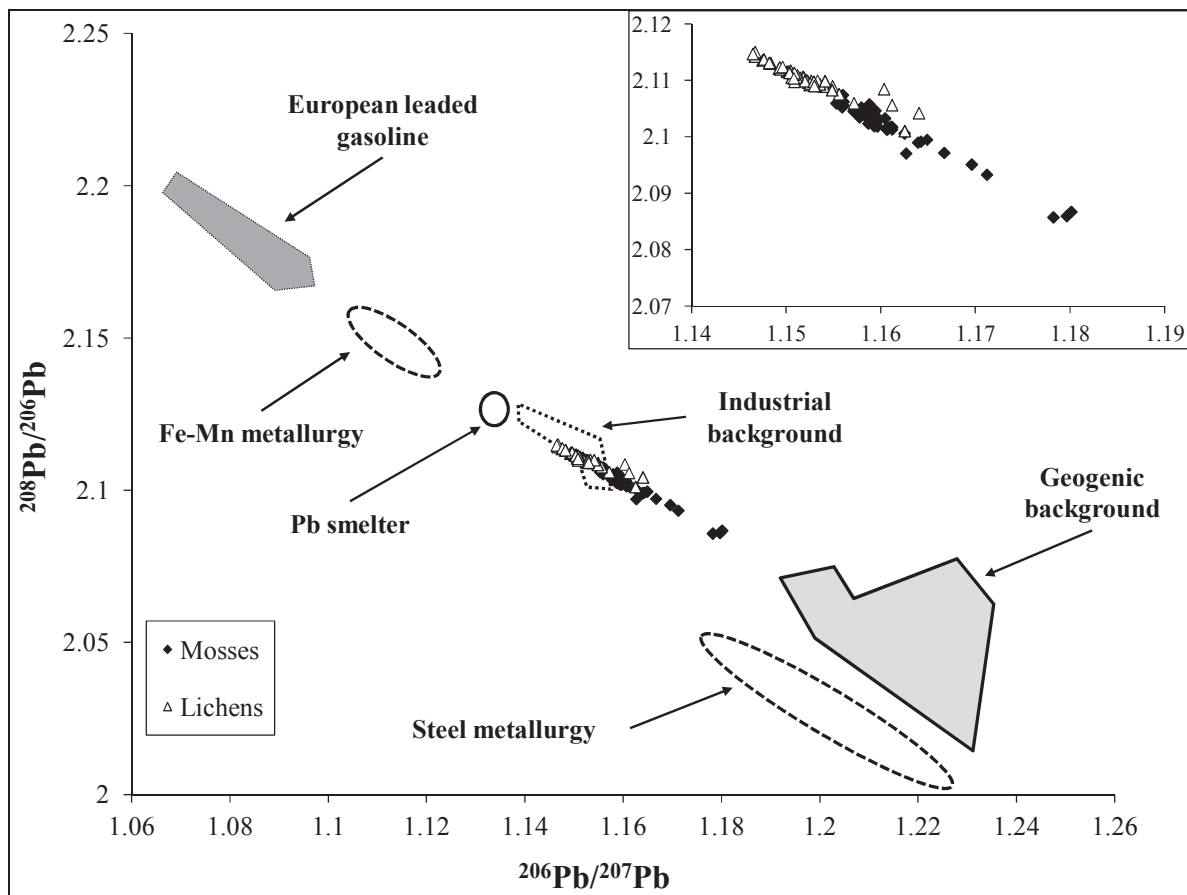 2.25
2.2
2.15
2.1
2.05
2
1.06
1.08
1.1
1.12
1.14
1.16
1.18
1.2
1.22
1.24
1.26
²⁰⁸Pb/²⁰⁶Pb
²⁰⁶Pb/²⁰⁷Pb
European leaded
gasoline
Fe-Mn metallurgy
Pb smelter
Industrial
background
Geogenic
background
Steel metallurgy
Mosses
Lichens
2.12
2.11
2.1
2.09
2.08
2.07
1.14
1.15
1.16
1.17
1.18
1.19